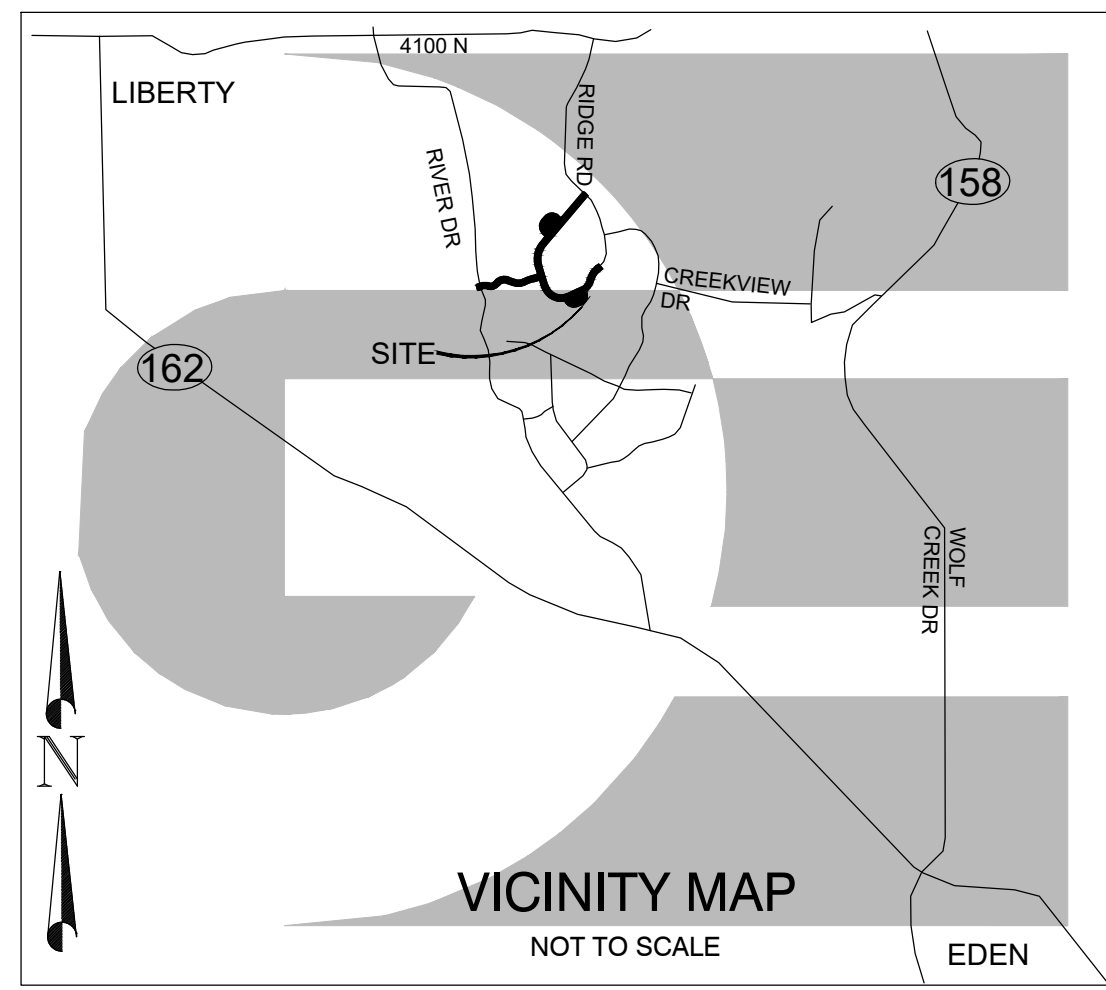 4100 N
LIBERTY
RIDGE RD
RIVER DR
158
CREEKVIEW
DR
SITE
162
WOLF
CREEK DR
N
VICINITY MAP
NOT TO SCALE
EDEN